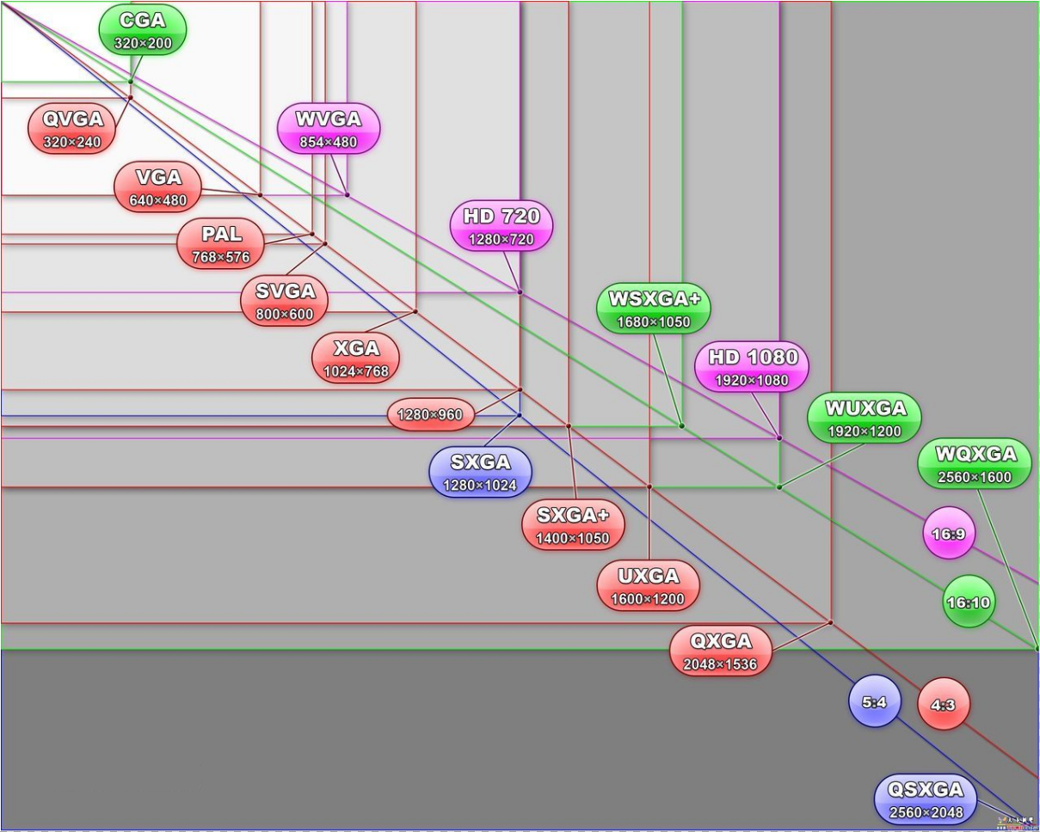 CGA
320×200
QVGA
320×240
WVGA
854×480
VGA
640×480
PAL
768×576
HD 720
1280×720
SVGA
800×600
WSXGA+
1680×1050
XGA
1024×768
HD 1080
1920×1080
1280×960
WUXGA
1920×1200
SXGA
1280×1024
WQXGA
2560×1600
SXGA+
1400×1050
16:9
UXGA
1600×1200
16:10
QXGA
2048×1536
5:4
4:3
QSXGA
2560×2048